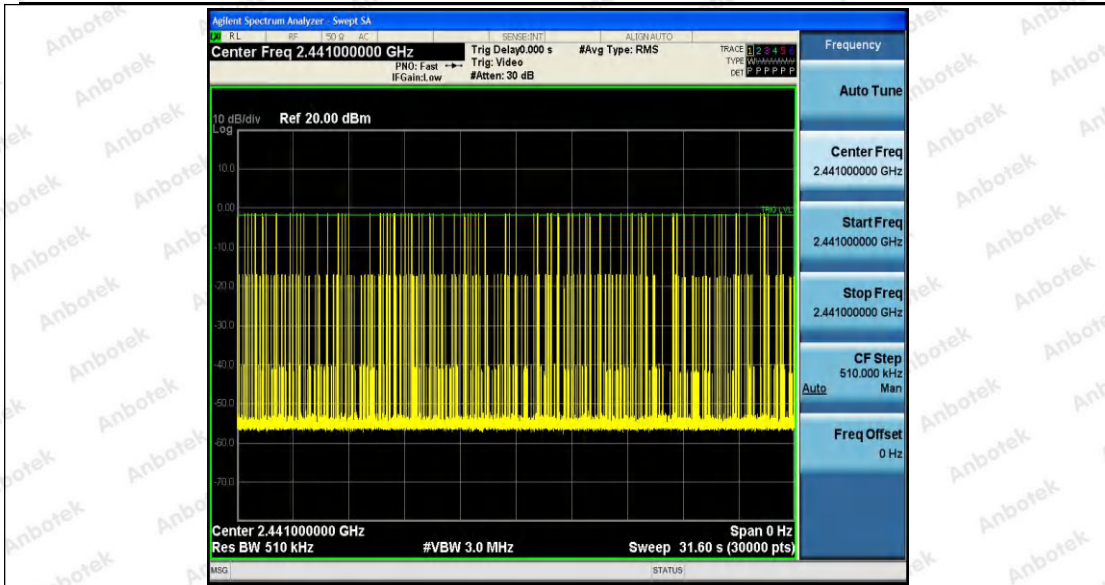 Agilent Spectrum Analyzer - Swept SA
LXI RL RF 50 Ω AC SENSE:INT ALIGNAUTO
Center Freq 2.441000000 GHz Trig Delay0.000 s #Avg Type: RMS TRACE 1 2 3 4 5 6 Frequency
PNO: Fast Trig: Video TYPE WWWWWW
IFGain:Low #Atten: 30 dB DET P P P P P P
Auto Tune
10 dB/div Ref 20.00 dBm
Log
Center Freq
2.441000000 GHz
10.0
0.00
TRIG LVL
Start Freq
2.441000000 GHz
-10.0
-20.0
Stop Freq
2.441000000 GHz
-30.0
-40.0
CF Step
510.000 kHz
Auto Man
-50.0
Freq Offset
0 Hz
-60.0
-70.0
Center 2.441000000 GHz Span 0 Hz
Res BW 510 kHz #VBW 3.0 MHz Sweep 31.60 s (30000 pts)
MSG STATUS
Anbotek